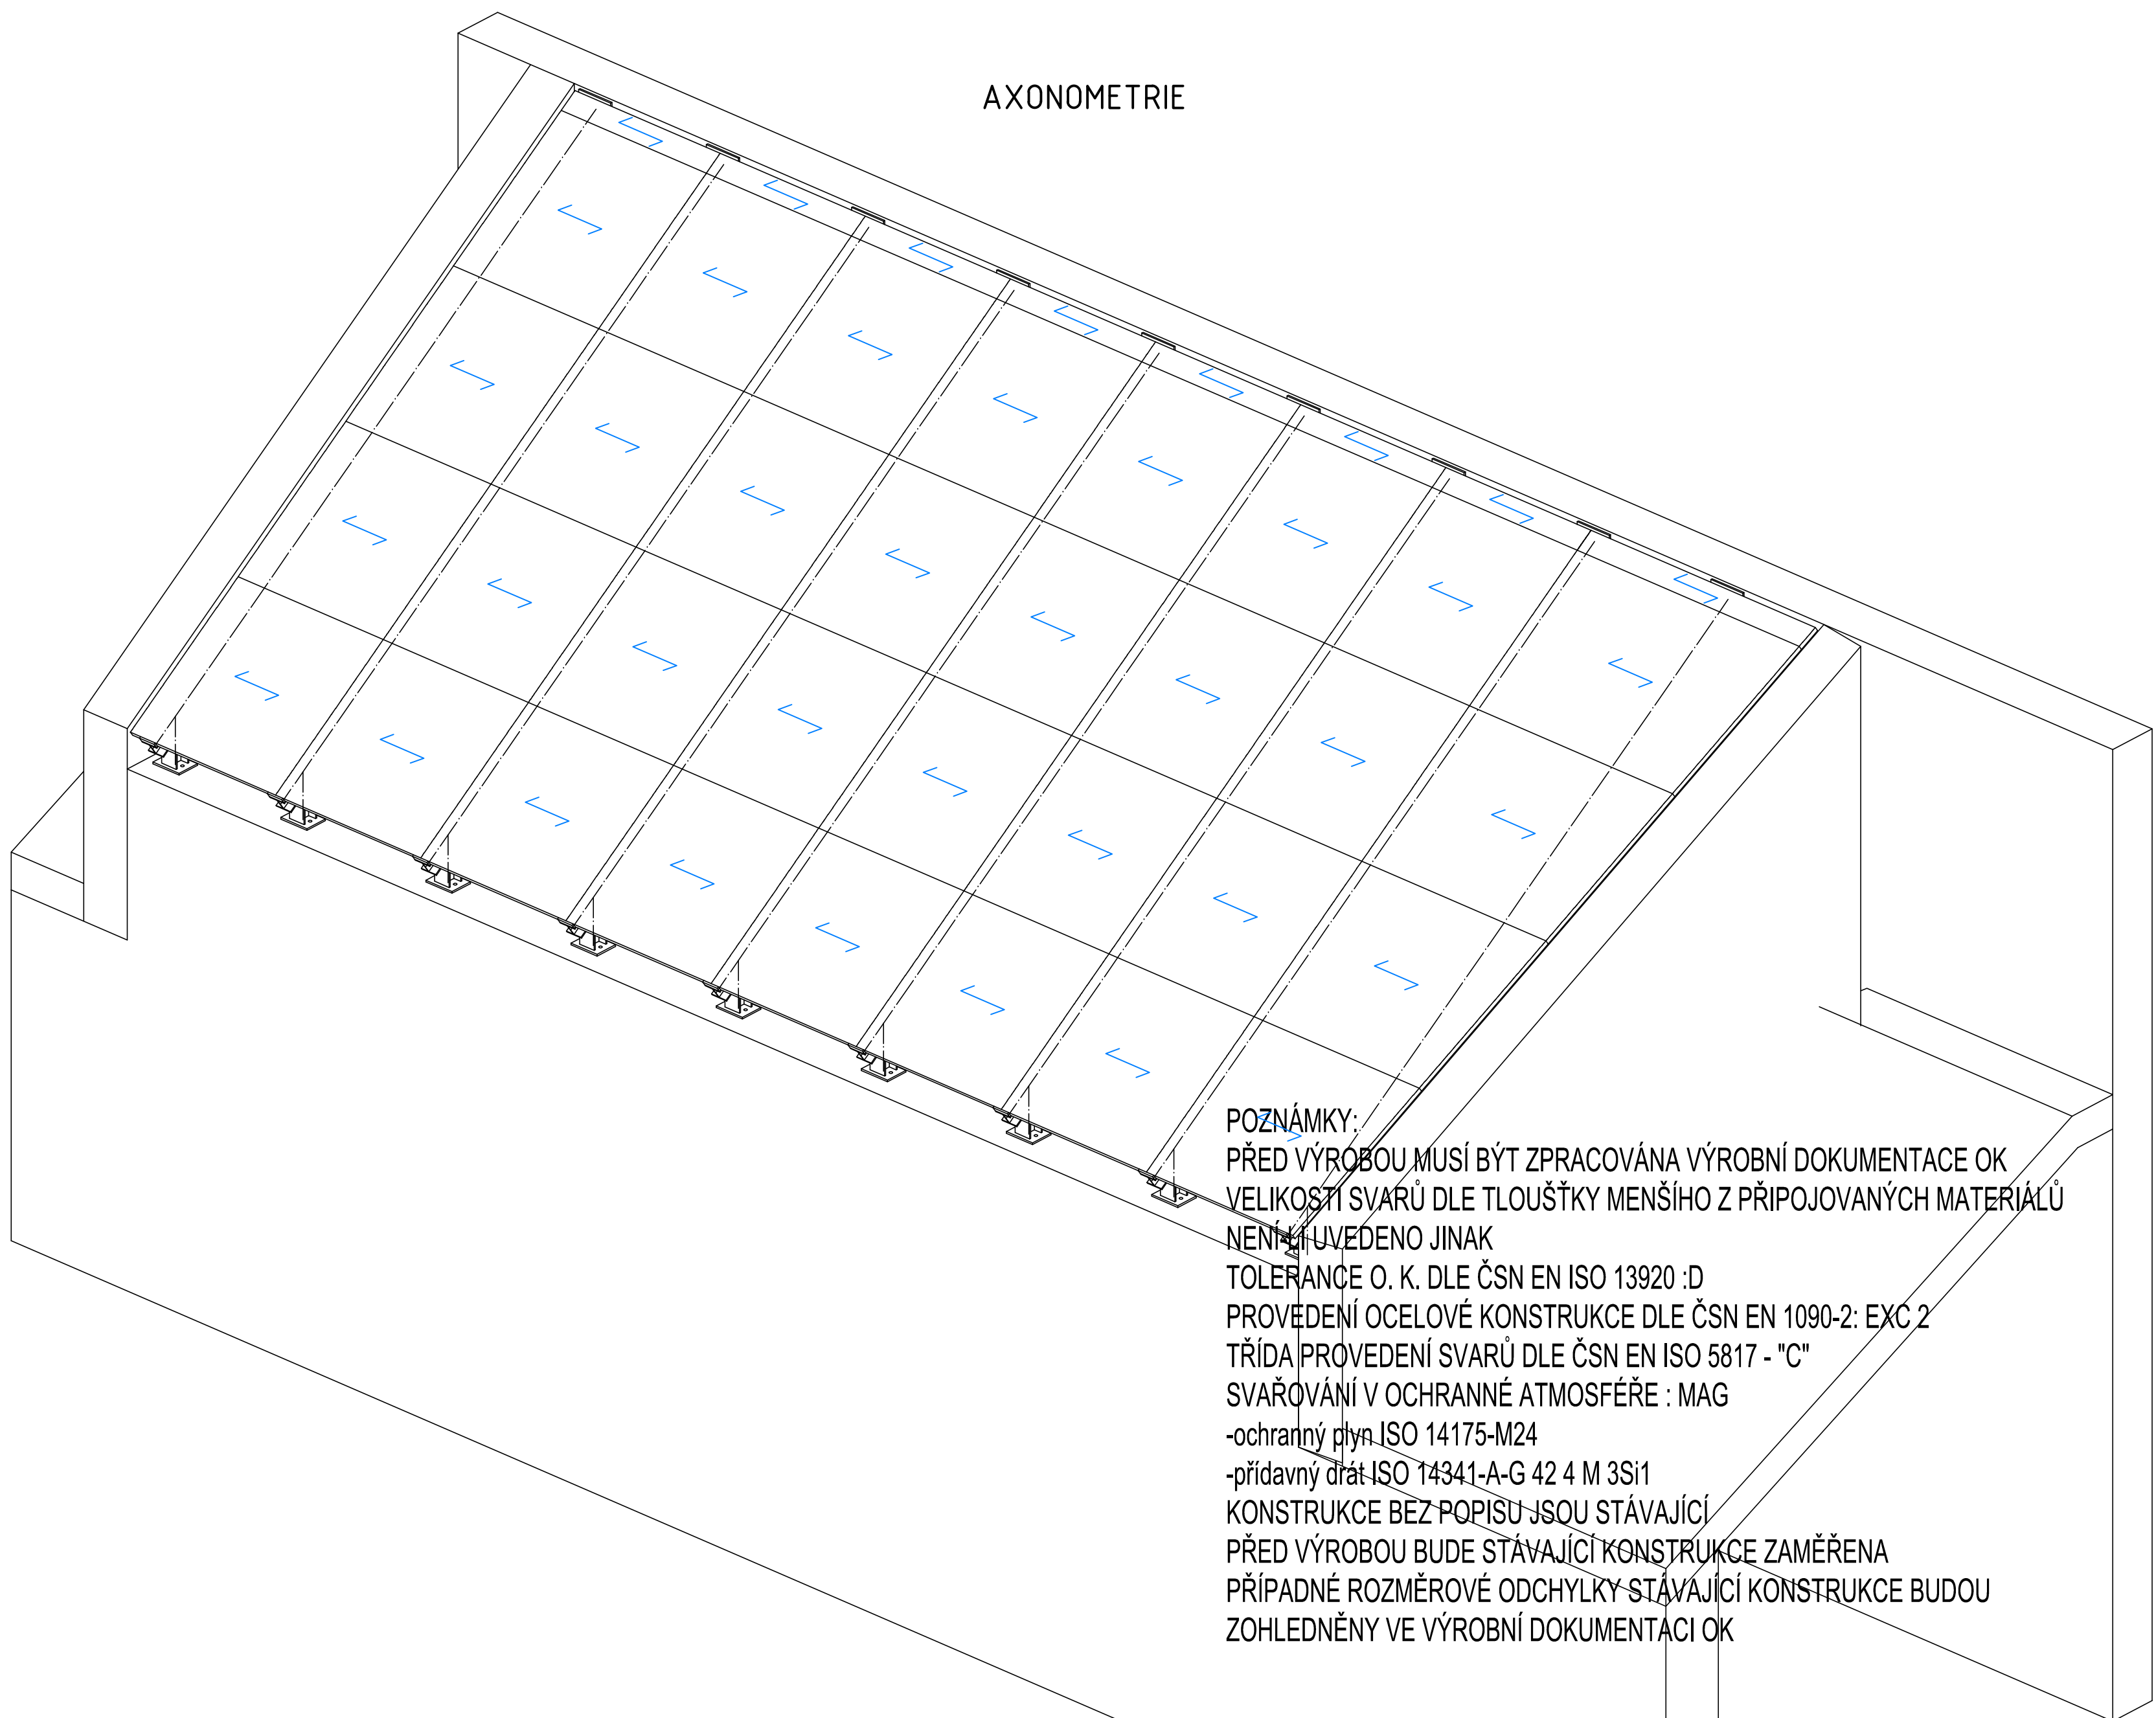 AXONOMETRIE
POZNÁMKY:
PŘED VÝROBOU MUSÍ BÝT ZPRACOVÁNA VÝROBNÍ DOKUMENTACE OK
VELIKOSTI SVARŮ DLE TLOUŠŤKY MENŠÍHO Z PŘIPOJOVANÝCH MATERIÁLŮ
NENÍ-LI UVEDENO JINAK
TOLERANCE O. K. DLE ČSN EN ISO 13920 :D
PROVEDENÍ OCELOVÉ KONSTRUKCE DLE ČSN EN 1090-2: EXC 2
TŘÍDA PROVEDENÍ SVARŮ DLE ČSN EN ISO 5817 - "C"
SVAŘOVÁNÍ V OCHRANNÉ ATMOSFÉŘE : MAG
-ochranný plyn ISO 14175-M24
-přídavný drát ISO 14341-A-G 42 4 M 3Si1
KONSTRUKCE BEZ POPISU JSOU STÁVAJÍCÍ
PŘED VÝROBOU BUDE STÁVAJÍCÍ KONSTRUKCE ZAMĚŘENA
PŘÍPADNÉ ROZMĚROVÉ ODCHYLKY STÁVAJÍCÍ KONSTRUKCE BUDOU
ZOHLEDNĚNY VE VÝROBNÍ DOKUMENTACI OK